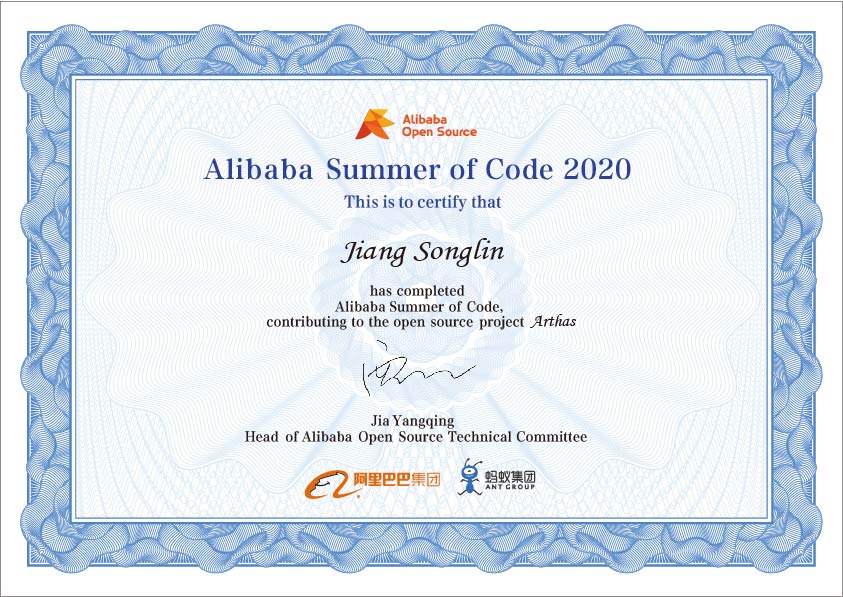 Alibaba
Open Source
Alibaba Summer of Code 2020
This is to certify that
Jiang Songlin
has completed
Alibaba Summer of Code,
contributing to the open source project Arthas
Jia Yangqing
Head of Alibaba Open Source Technical Committee
阿里巴巴集团
蚂蚁集团
ANT GROUP